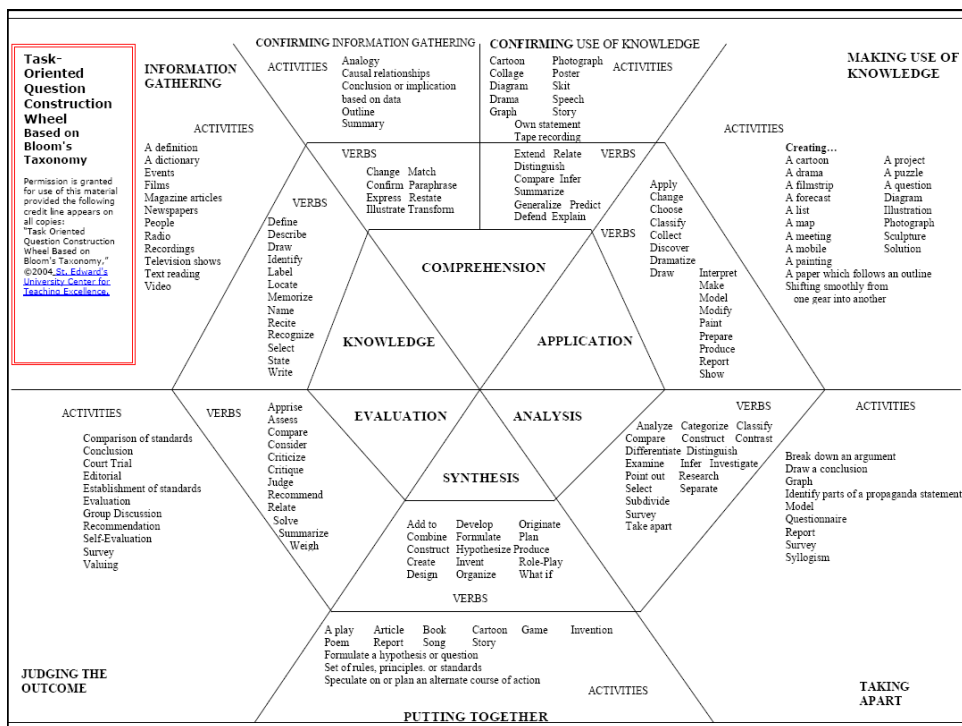 Task-
Oriented
Question
Construction
Wheel
Based on
Bloom's
Taxonomy
Permission is granted
for use of this material
provided the following
credit line appears on
all copies:
"Task Oriented
Question Construction
Wheel Based on
Bloom's Taxonomy,"
©2004 St. Edward's
University Center for
Teaching Excellence.
INFORMATION
GATHERING
ACTIVITIES
A definition
A dictionary
Events
Films
Magazine articles
Newspapers
People
Radio
Recordings
Television shows
Text reading
Video
VERBS
Define
Describe
Draw
Identify
Label
Locate
Memorize
Name
Recite
Recognize
Select
State
Write
KNOWLEDGE
CONFIRMING INFORMATION GATHERING
ACTIVITIES
Analogy
Causal relationships
Conclusion or implication
based on data
Outline
Summary
VERBS
Change Match
Confirm Paraphrase
Express Restate
Illustrate Transform
COMPREHENSION
CONFIRMING USE OF KNOWLEDGE
ACTIVITIES
Cartoon Photograph
Collage Poster
Diagram Skit
Drama Speech
Graph Story
Own statement
Tape recording
VERBS
Extend Relate
Distinguish
Compare Infer
Summarize
Generalize Predict
Defend Explain
MAKING USE OF
KNOWLEDGE
ACTIVITIES
Creating...
A cartoon A project
A drama A puzzle
A filmstrip A question
A forecast Diagram
A list Illustration
A map Photograph
A meeting Sculpture
A mobile Solution
A painting
A paper which follows an outline
Shifting smoothly from
one gear into another
VERBS
Apply
Change
Choose
Classify
Collect
Discover
Dramatize
Draw
Interpret
Make
Model
Modify
Paint
Prepare
Produce
Report
Show
APPLICATION
EVALUATION
ACTIVITIES
Comparison of standards
Conclusion
Court Trial
Editorial
Establishment of standards
Evaluation
Group Discussion
Recommendation
Self-Evaluation
Survey
Valuing
VERBS
Apprise
Assess
Compare
Consider
Criticize
Critique
Judge
Recommend
Relate
Solve
Summarize
Weigh
JUDGING THE
OUTCOME
SYNTHESIS
Add to Develop Originate
Combine Formulate Plan
Construct Hypothesize Produce
Create Invent Role-Play
Design Organize What if
VERBS
A play Article Book Cartoon Game Invention
Poem Report Song Story
Formulate a hypothesis or question
Set of rules, principles. or standards
Speculate on or plan an alternate course of action
ACTIVITIES
PUTTING TOGETHER
ANALYSIS
VERBS
Analyze Categorize Classify
Compare Construct Contrast
Differentiate Distinguish
Examine Infer Investigate
Point out Research
Select Separate
Subdivide
Survey
Take apart
ACTIVITIES
Break down an argument
Draw a conclusion
Graph
Identify parts of a propaganda statement
Model
Questionnaire
Report
Survey
Syllogism
TAKING
APART